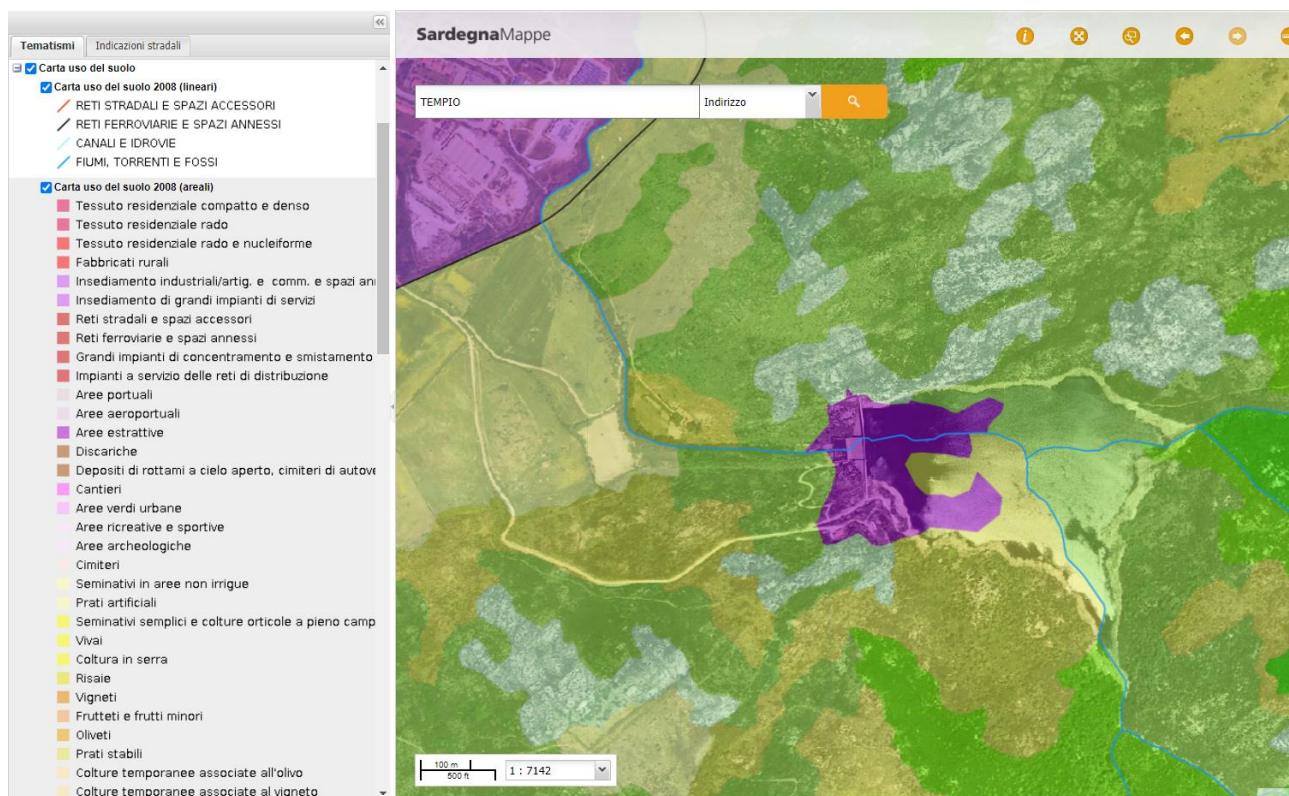 SardegnaMappe
Tematismi
Indicazioni stradali
Carta uso del suolo
Carta uso del suolo 2008 (lineari)
RETI STRADALI E SPAZI ACCESSORI
RETI FERROVIARIE E SPAZI ANNESSI
CANALI E IDROVIE
FIUMI, TORRENTI E FOSSI
Carta uso del suolo 2008 (areali)
Tessuto residenziale compatto e denso
Tessuto residenziale rado
Tessuto residenziale rado e nucleiforme
Fabbricati rurali
Insediamento industriali/artig. e comm. e spazi ann
Insediamento di grandi impianti di servizi
Reti stradali e spazi accessori
Reti ferroviarie e spazi annessi
Grandi impianti di concentramento e smistamento
Impianti a servizio delle reti di distribuzione
Aree portuali
Aree aeroportuali
Aree estrattive
Discariche
Depositi di rottami a cielo aperto, cimiteri di autove
Cantieri
Aree verdi urbane
Aree ricreative e sportive
Aree archeologiche
Cimiteri
Seminativi in aree non irrigue
Prati artificiali
Seminativi semplici e colture orticole a pieno camp
Vivai
Coltura in serra
Risaie
Vigneti
Frutteti e frutti minori
Oliveti
Prati stabili
Colture temporanee associate all'olivo
Colture temporanee associate al vigneto
TEMPIO
Indirizzo
100 m
500 ft
1 : 7142